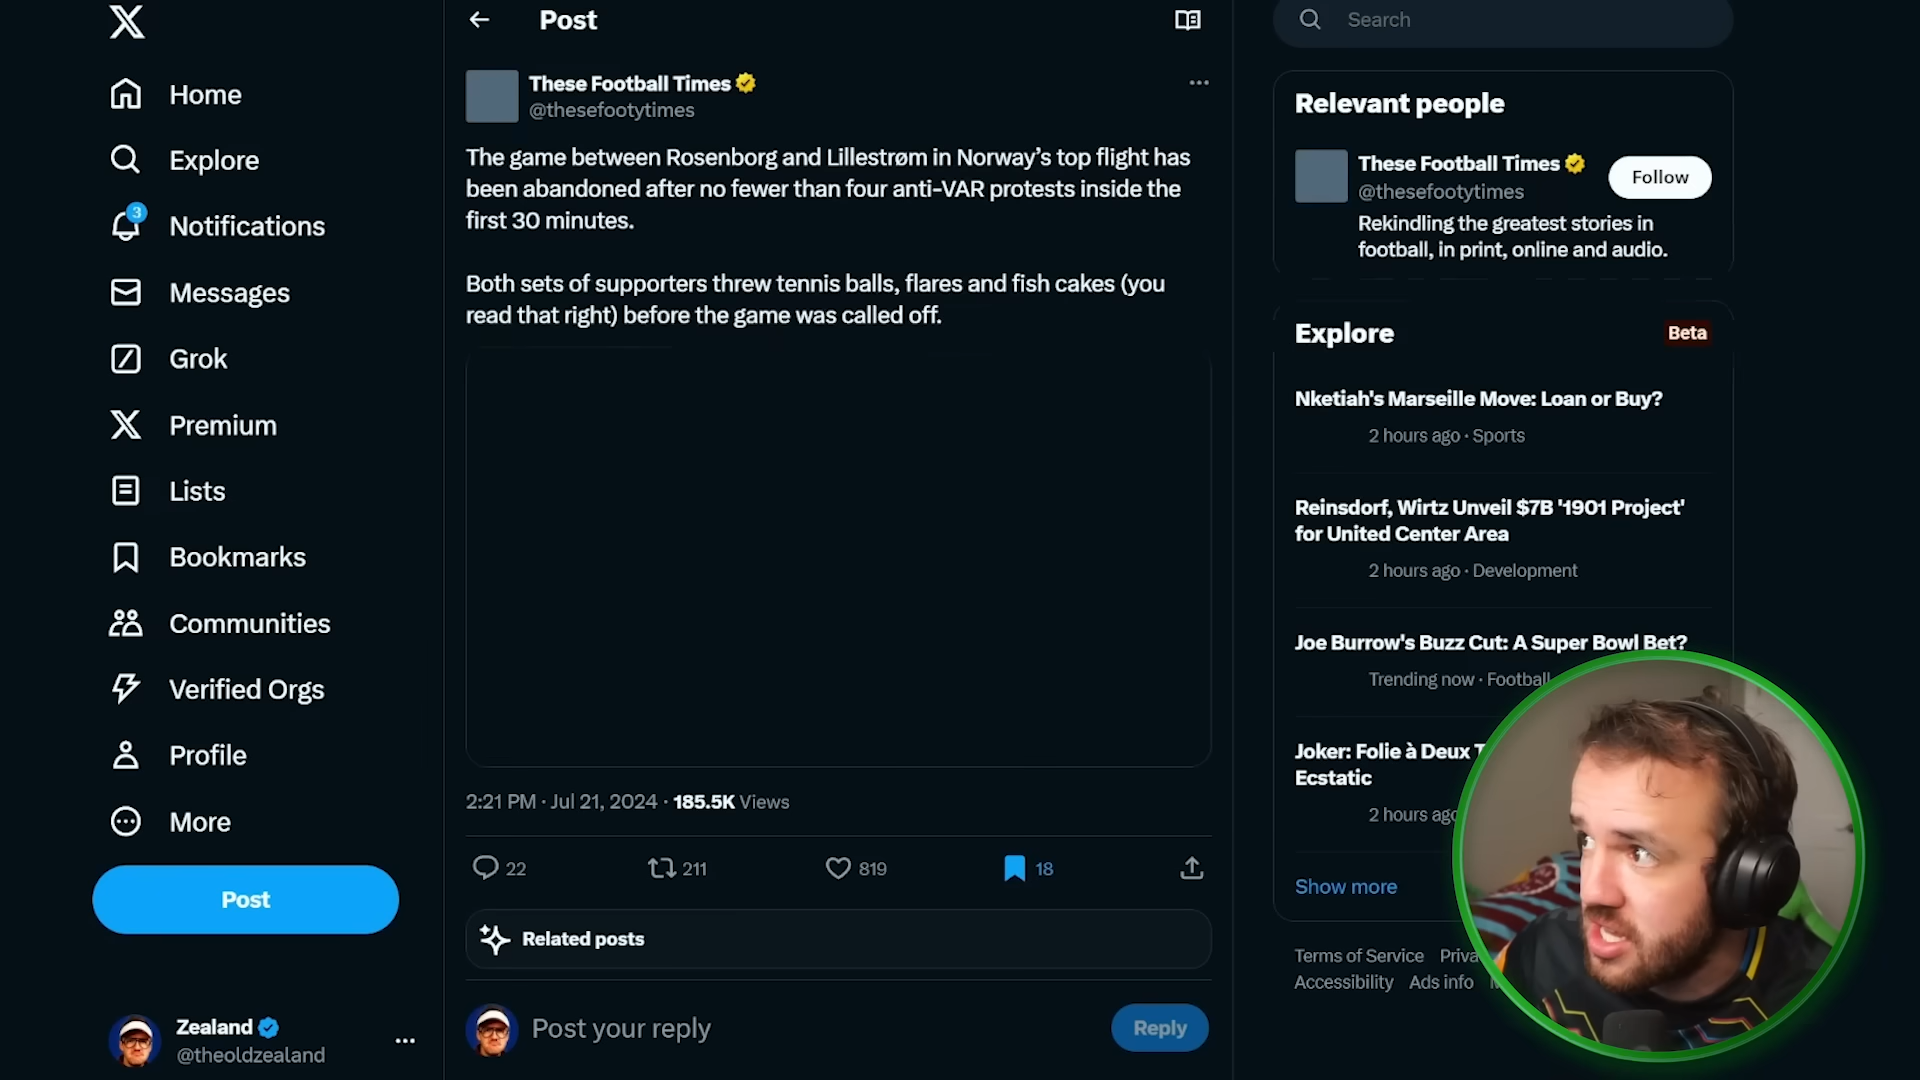 Home
Explore
3
Notifications
Messages
Grok
Premium
Lists
Bookmarks
Communities
Verified Orgs
Profile
More
Post
Zealand
@theoldzealand
Post
These Football Times
@thesefootytimes
The game between Rosenborg and Lillestrøm in Norway’s top flight has
been abandoned after no fewer than four anti-VAR protests inside the
first 30 minutes.
Both sets of supporters threw tennis balls, flares and fish cakes (you
read that right) before the game was called off.
2:21 PM · Jul 21, 2024 · 185.5K Views
22
211
819
18
Related posts
Post your reply
Reply
Search
Relevant people
These Football Times
@thesefootytimes
Follow
Rekindling the greatest stories in
football, in print, online and audio.
Explore
Beta
Nketiah's Marseille Move: Loan or Buy?
2 hours ago · Sports
Reinsdorf, Wirtz Unveil $7B '1901 Project'
for United Center Area
2 hours ago · Development
Joe Burrow's Buzz Cut: A Super Bowl Bet?
Trending now · Football
Joker: Folie à Deux
Ecstatic
2 hours ago
Show more
Terms of Service
Accessibility Ads info